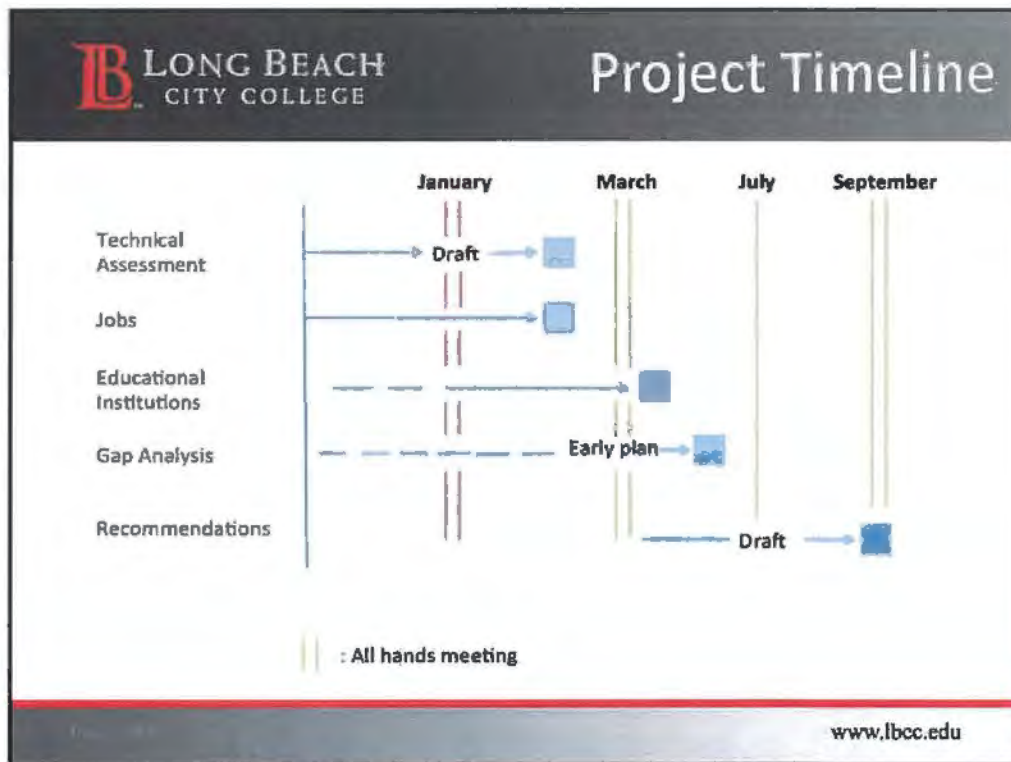 LB LONG BEACH
CITY COLLEGE
Project Timeline
January March July September
Technical
Assessment
Draft
Jobs
Educational
Institutions
Gap Analysis
Early plan
Recommendations
Draft
: All hands meeting
www.lbcc.edu